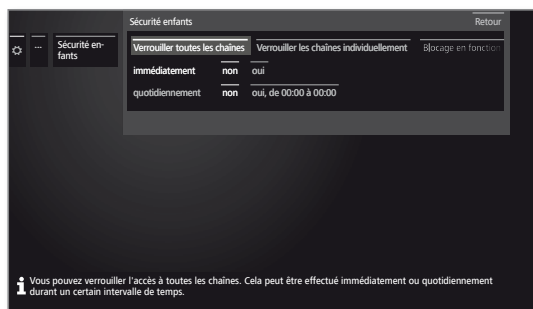 Sécurité enfants
Retour
... Sécurité en-
fants
Verrouiller toutes les chaînes Verrouiller les chaînes individuellement Blocage en fonction
immédiatement non oui
quotidiennement non oui, de 00:00 à 00:00
Vous pouvez verrouiller l'accès à toutes les chaînes. Cela peut être effectué immédiatement ou quotidiennement
durant un certain intervalle de temps.